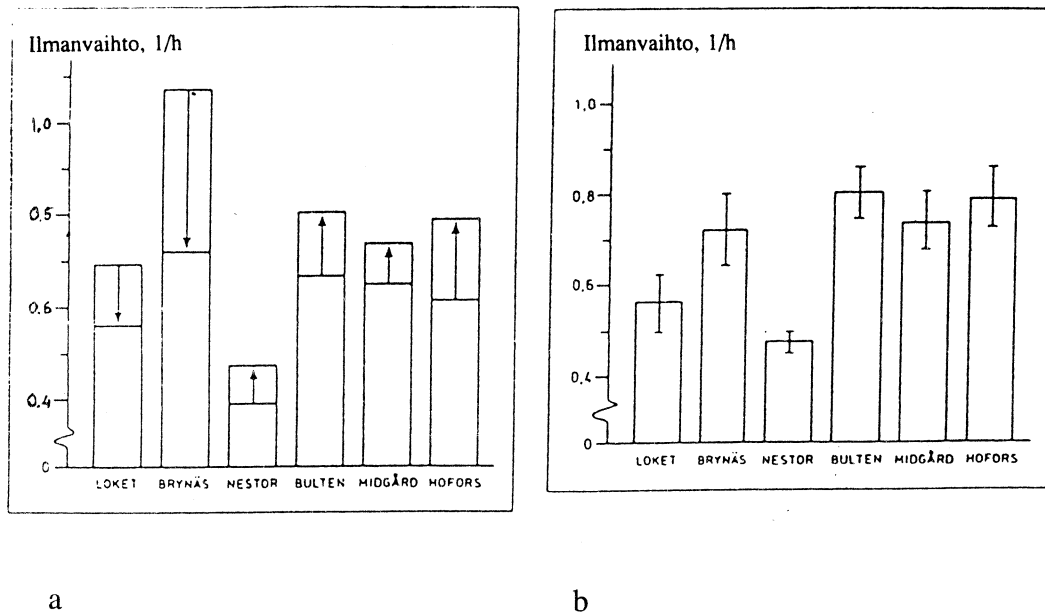 Ilmanvaihto, 1/h
1,0
0.5
0.6
0.4
0
LOKET BRYNÄS NESTOR BULTEN MIDGÅRD HOFORS
a
Ilmanvaihto, 1/h
1,0
0,8
0,6
0,4
0
LOKET BRYNÄS NESTOR BULTEN MIDGÅRD HOFORS
b